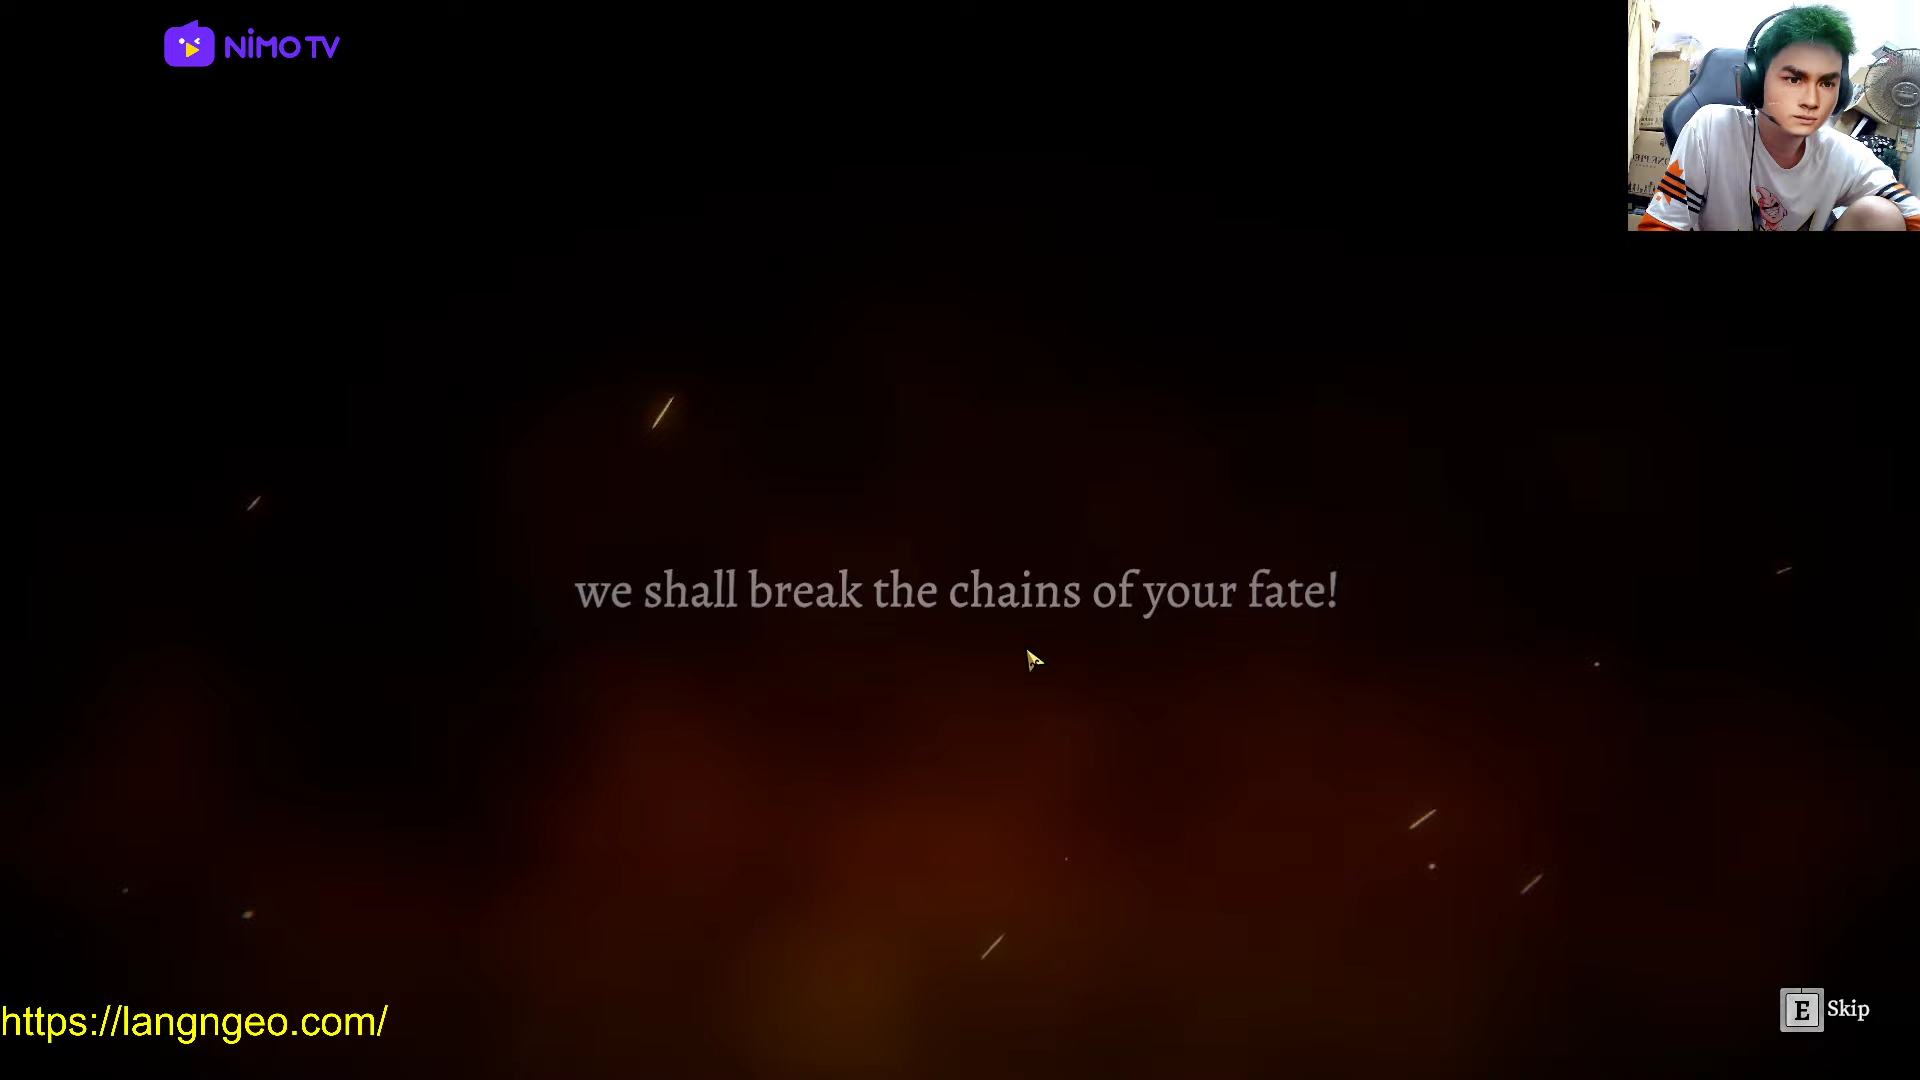 NIMO TV
we shall break the chains of your fate!
https://langngeo.com/
E Skip